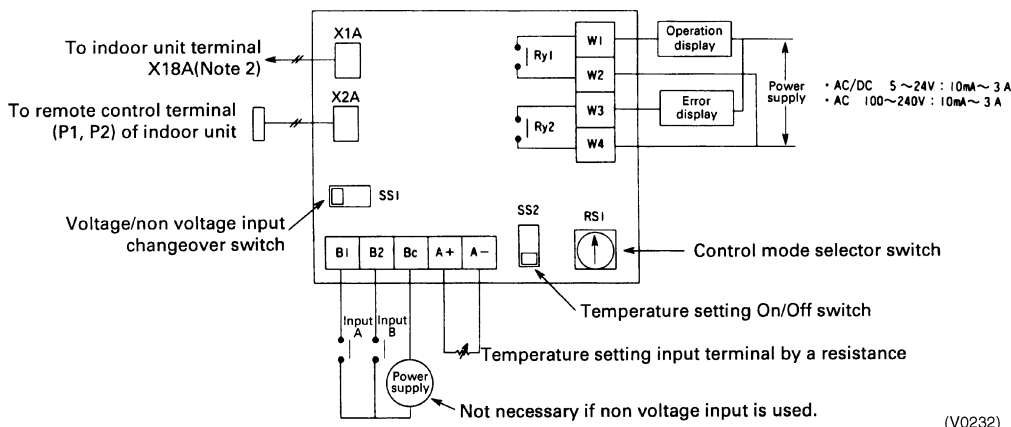 To indoor unit terminal
X18A(Note 2)
To remote control terminal
(P1, P2) of indoor unit
X1A
X2A
Ry1
Ry2
W1
W2
W3
W4
Operation
display
Error
display
Power
supply
・AC/DC 5～24V : 10mA～3A
・AC 100～240V : 10mA～3A
SS1
Voltage/non voltage input
changeover switch
SS2
RS1
Control mode selector switch
B1 B2 Bc A+ A-
Temperature setting On/Off switch
Input
A
Input
B
Temperature setting input terminal by a resistance
Power
supply
Not necessary if non voltage input is used.
(V0232)